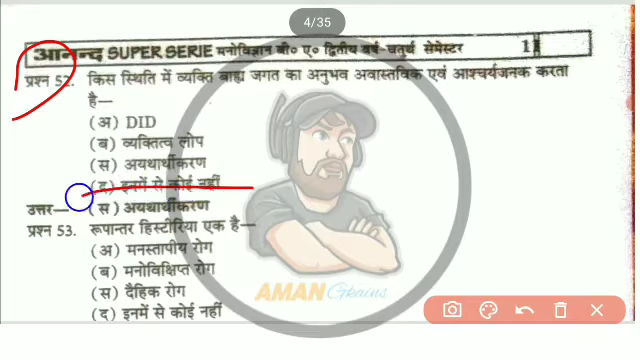 4/35
आनन्द SUPER SERIE मनोविज्ञान बी० ए० द्वितीय वर्ष-चतुर्थ सेमेस्टर
प्रश्न 52. किस स्थिति में व्यक्ति बाह्य जगत का अनुभव अवास्तविक एवं आश्चर्यजनक करता
है—
(अ) DID
(ब) व्यक्तित्व लोप
(स) अयथार्थीकरण
(द) इनमें से कोई नहीं
उत्तर— (स) अयथार्थीकरण
प्रश्न 53. रूपान्तर हिस्टीरिया एक है—
(अ) मनस्तापीय रोग
(ब) मनोविक्षिप्त रोग
(स) दैहिक रोग
(द) इनमें से कोई नहीं
AMAN Grains